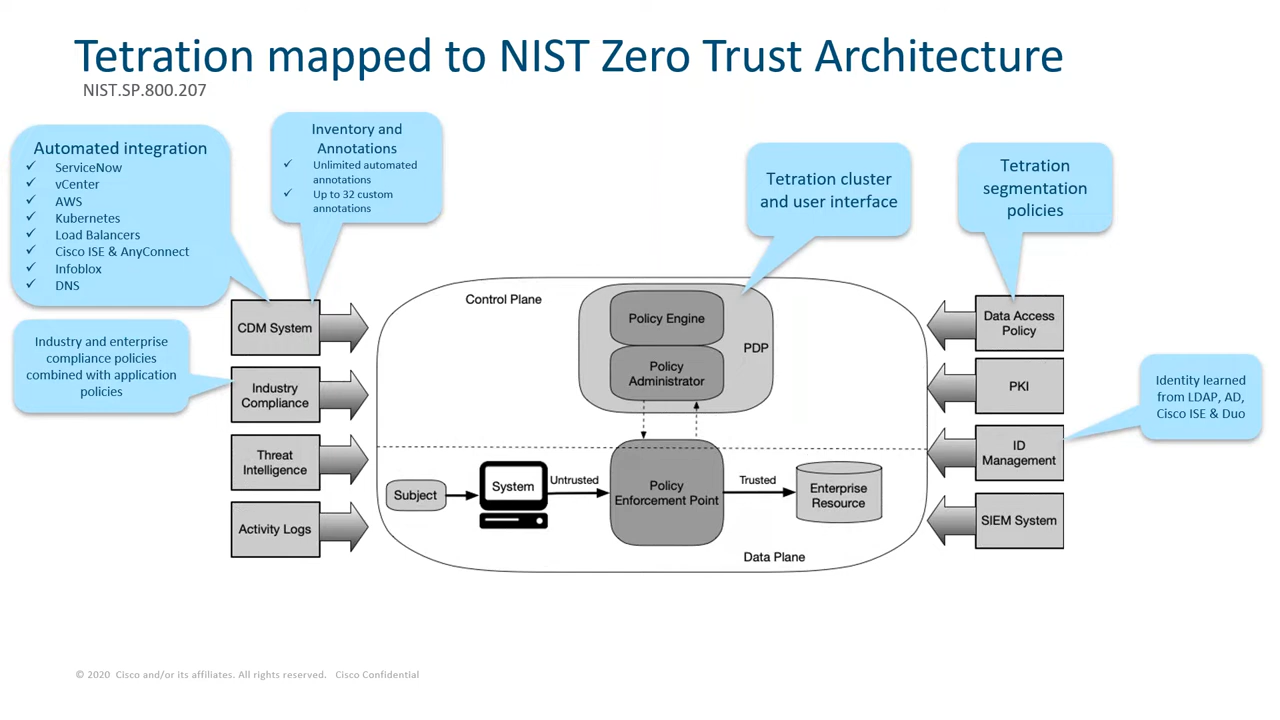 Tetration mapped to NIST Zero Trust Architecture
NIST.SP.800.207
Automated integration
✓ ServiceNow
✓ vCenter
✓ AWS
✓ Kubernetes
✓ Load Balancers
✓ Cisco ISE & AnyConnect
✓ Infoblox
✓ DNS
Inventory and
Annotations
✓ Unlimited automated
annotations
✓ Up to 32 custom
annotations
Tetration cluster
and user interface
Tetration
segmentation
policies
Industry and enterprise
compliance policies
combined with application
policies
Identity learned
from LDAP, AD,
Cisco ISE & Duo
CDM System
Industry
Compliance
Threat
Intelligence
Activity Logs
Control Plane
Policy Engine
Policy
Administrator
PDP
Subject
System
Untrusted
Policy
Enforcement Point
Trusted
Enterprise
Resource
Data Plane
Data Access
Policy
PKI
ID
Management
SIEM System
© 2020 Cisco and/or its affiliates. All rights reserved. Cisco Confidential